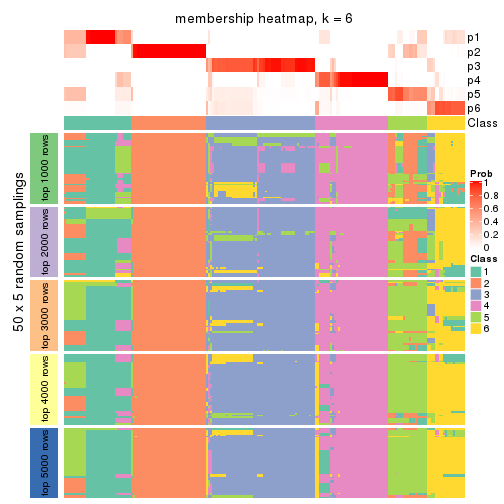 membership heatmap, k = 6
p1
p2
p3
p4
p5
p6
Class
50 x 5 random samplings
top 1000 rows
top 2000 rows
top 3000 rows
top 4000 rows
top 5000 rows
Prob
1
0.8
0.6
0.4
0.2
0
Class
1
2
3
4
5
6